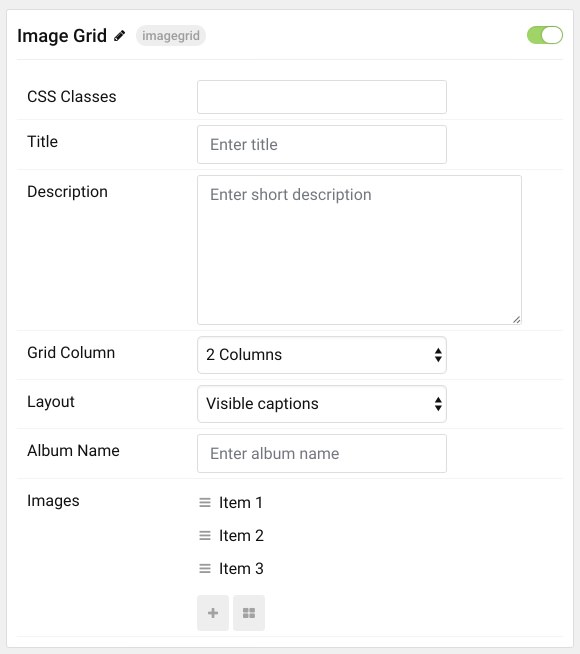 Image Grid imagegrid
CSS Classes
Title Enter title
Description Enter short description
Grid Column 2 Columns
Layout Visible captions
Album Name Enter album name
Images Item 1
Item 2
Item 3